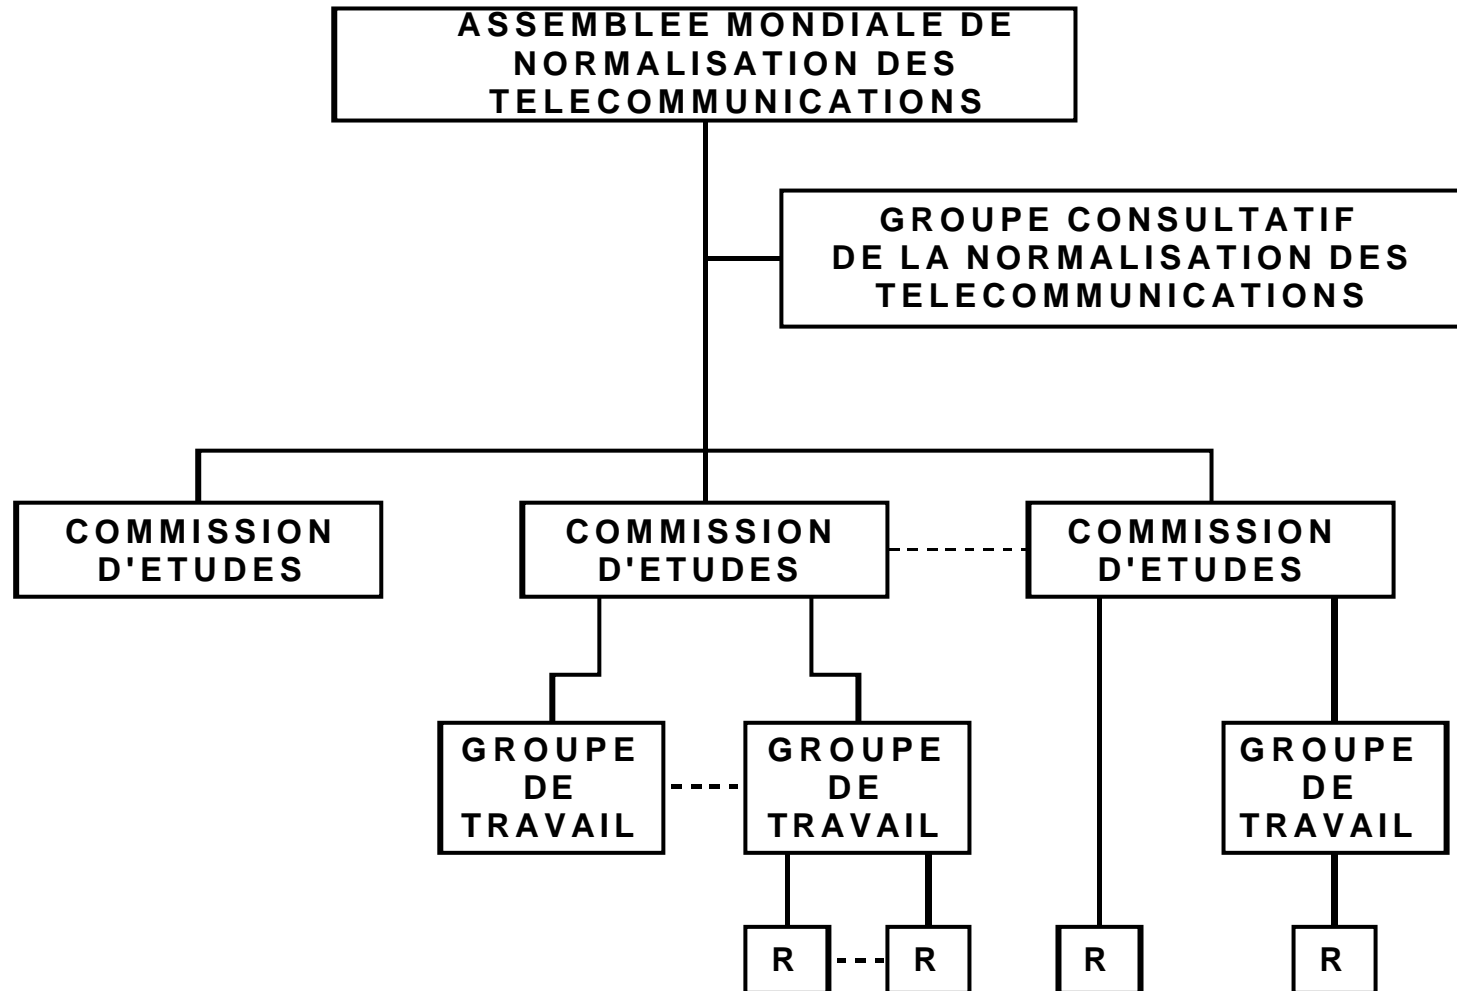 ASSEMBLEE MONDIALE DE
NORMALISATION DES
TELECOMMUNICATIONS
GROUPE CONSULTATIF
DE LA NORMALISATION DES
TELECOMMUNICATIONS
COMMISSION
D'ETUDES
COMMISSION
D'ETUDES
COMMISSION
D'ETUDES
GROUPE
DE
TRAVAIL
GROUPE
DE
TRAVAIL
GROUPE
DE
TRAVAIL
R
R
R
R